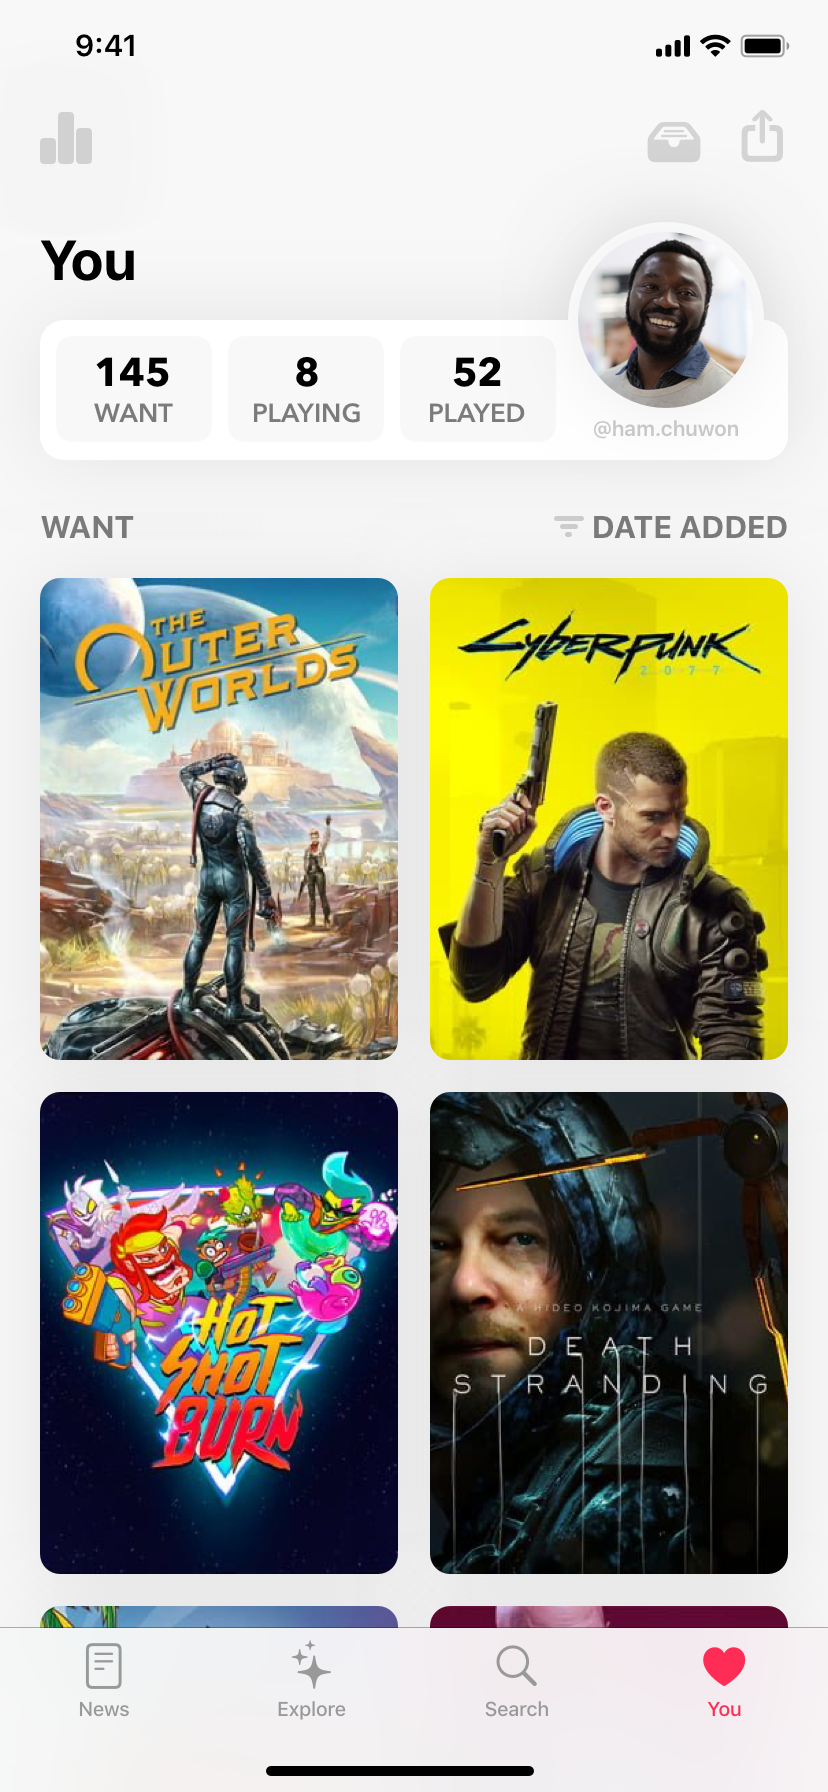 9:41
You
145
WANT
8
PLAYING
52
PLAYED
@ham.chuwon
WANT
DATE ADDED
THE
OUTER
WORLDS
CYBERPUNK
2077
HOT
SHOT
BURN
A HIDEO KOJIMA GAME
DEATH
STRANDING
News
Explore
Search
You